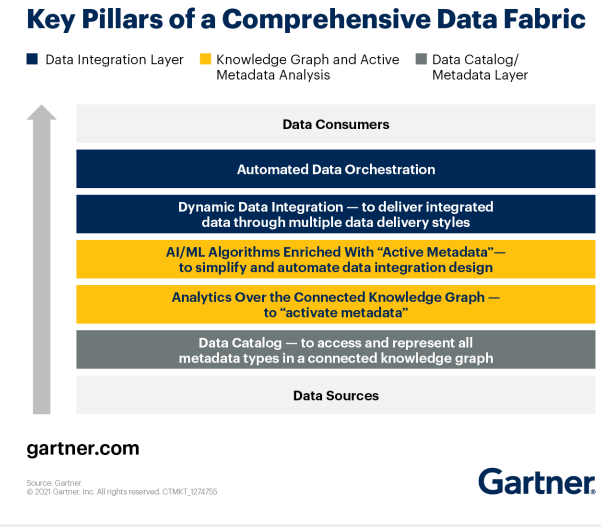 Key Pillars of a Comprehensive Data Fabric
Data Integration Layer
Knowledge Graph and Active
Metadata Analysis
Data Catalog/
Metadata Layer
Data Consumers
Automated Data Orchestration
Dynamic Data Integration — to deliver integrated
data through multiple data delivery styles
AI/ML Algorithms Enriched With “Active Metadata”—
to simplify and automate data integration design
Analytics Over the Connected Knowledge Graph —
to “activate metadata”
Data Catalog — to access and represent all
metadata types in a connected knowledge graph
Data Sources
gartner.com
Source: Gartner
© 2021 Gartner, Inc. All rights reserved. CTMKT_1274755
Gartner®